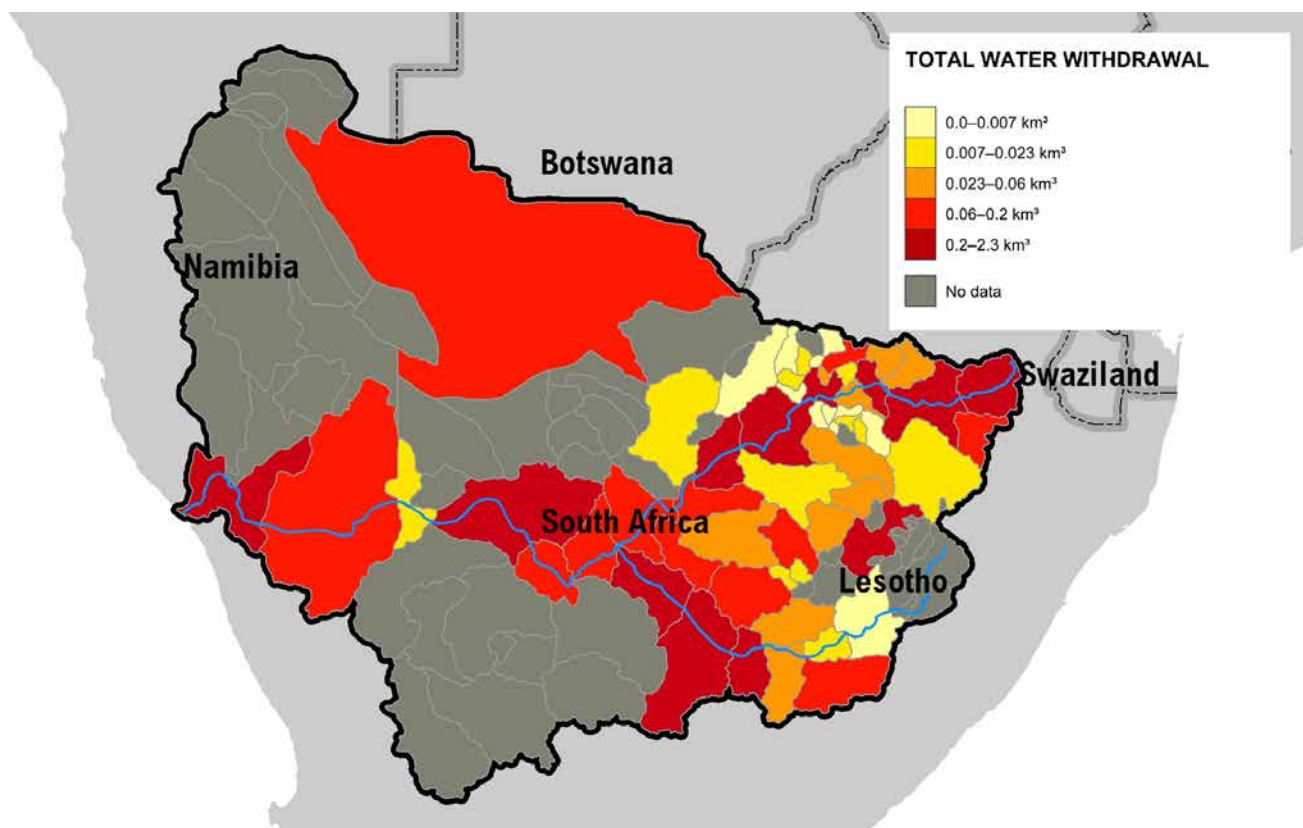 TOTAL WATER WITHDRAWAL
0.0–0.007 km³
0.007–0.023 km³
0.023–0.06 km³
0.06–0.2 km³
0.2–2.3 km³
No data
Botswana
Namibia
Swaziland
South Africa
Lesotho